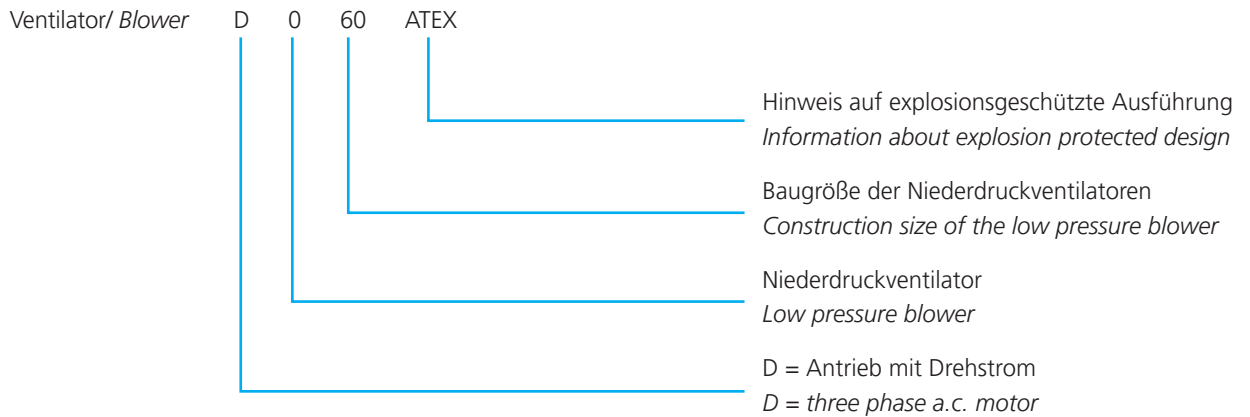 Ventilator/ Blower D 0 60 ATEX
Hinweis auf explosionsgeschützte Ausführung
Information about explosion protected design
Baugröße der Niederdruckventilatoren
Construction size of the low pressure blower
Niederdruckventilator
Low pressure blower
D = Antrieb mit Drehstrom
D = three phase a.c. motor